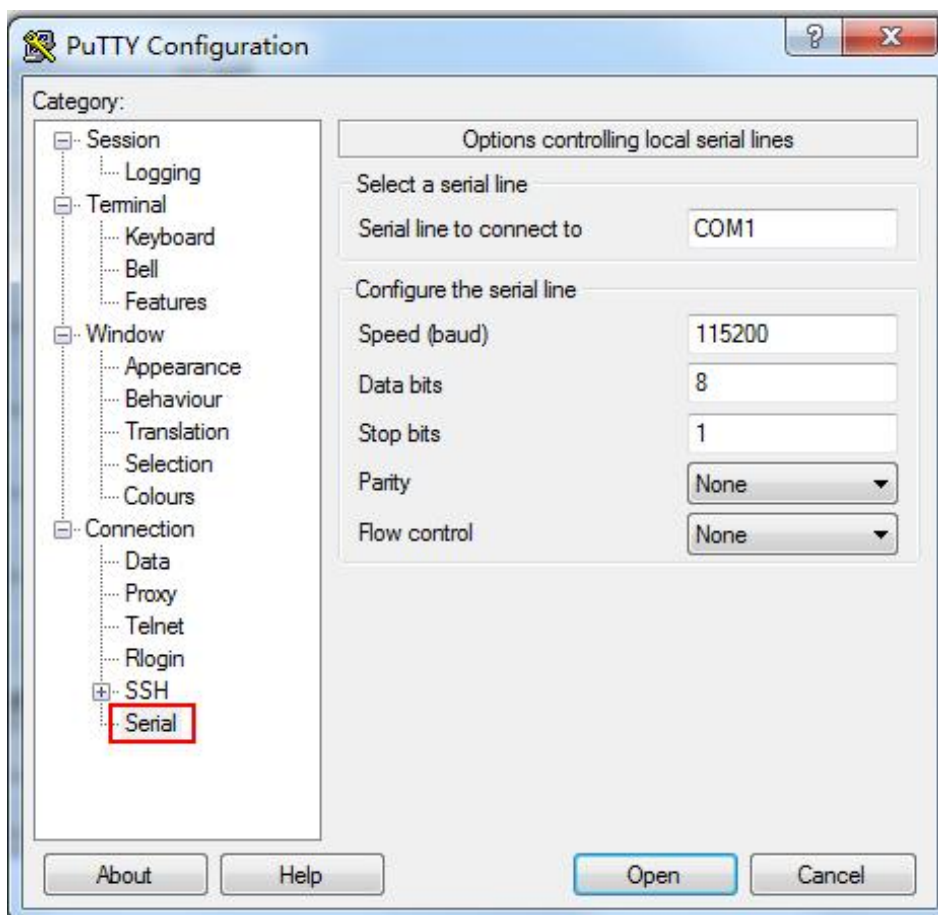 PuTTY Configuration
Category:
Session
Logging
Terminal
Keyboard
Bell
Features
Window
Appearance
Behaviour
Translation
Selection
Colours
Connection
Data
Proxy
Telnet
Rlogin
SSH
Serial
Options controlling local serial lines
Select a serial line
Serial line to connect to COM1
Configure the serial line
Speed (baud) 115200
Data bits 8
Stop bits 1
Parity None
Flow control None
About Help Open Cancel